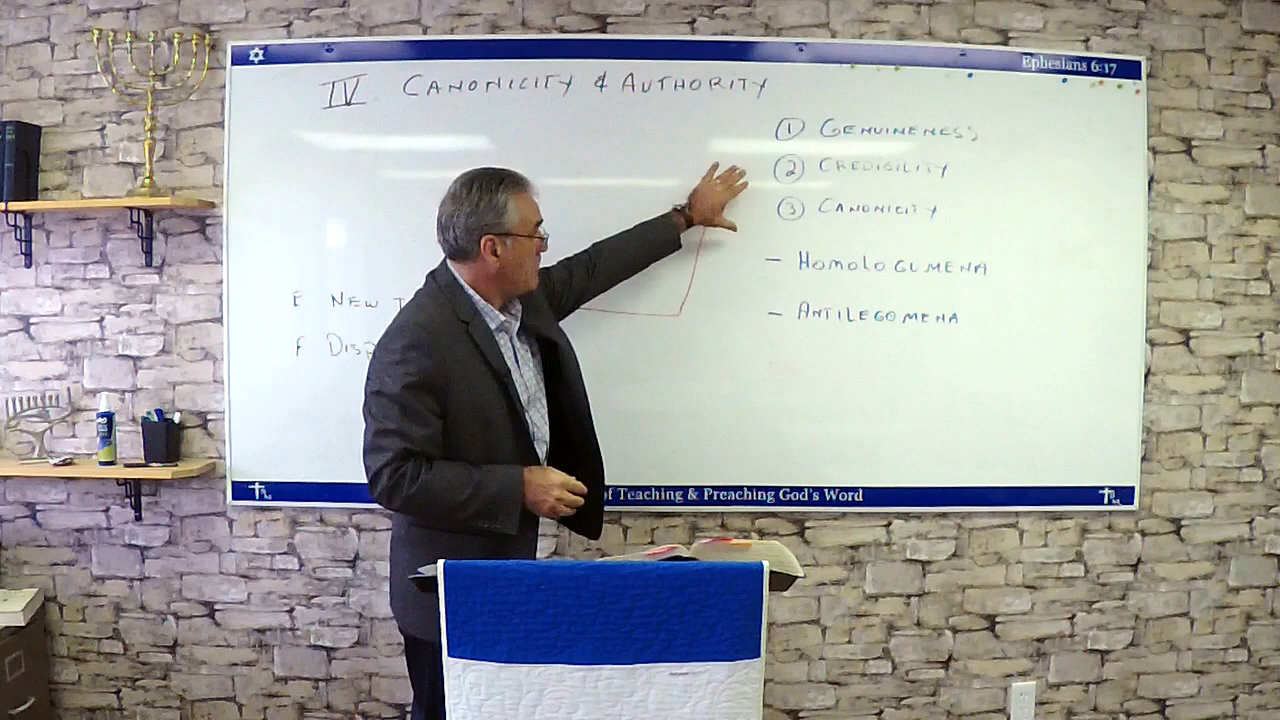 Ephesians 6:17
IV CANONICITY & AUTHORITY
① GENUINENESS
② CREDIBILITY
③ CANONICITY
— HOMOLOGUMENA
— ANTILEGOMENA
E NEW
F
of Teaching & Preaching God's Word